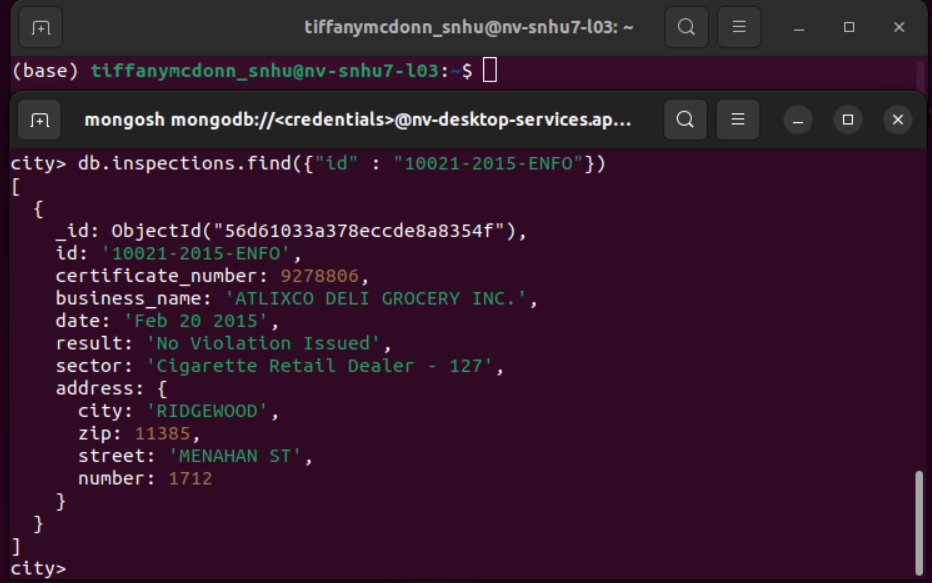 tiffanymcdonn_snhu@nv-snhu7-l03: ~
(base) tiffanymcdonn_snhu@nv-snhu7-l03:~$
mongosh mongodb://<credentials>@nv-desktop-services.ap...
city> db.inspections.find({"id" : "10021-2015-ENFO"})
[
  {
    _id: ObjectId("56d61033a378eccde8a8354f"),
    id: '10021-2015-ENFO',
    certificate_number: 9278806,
    business_name: 'ATLIXCO DELI GROCERY INC.',
    date: 'Feb 20 2015',
    result: 'No Violation Issued',
    sector: 'Cigarette Retail Dealer - 127',
    address: {
      city: 'RIDGEWOOD',
      zip: 11385,
      street: 'MENAHAN ST',
      number: 1712
    }
  }
]
city>